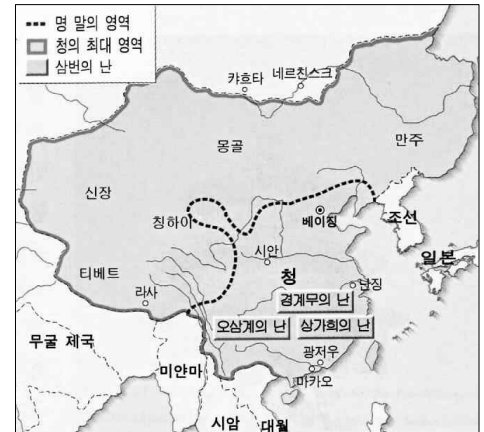 명 말의 영역
청의 최대 영역
삼번의 난
캬흐타
네르친스크
몽골
만주
신장
칭하이
베이징
조선
시안
일본
티베트
청
난징
라사
경계무의 난
오삼계의 난
상가희의 난
무굴 제국
광저우
미얀마
마카오
시암
대월